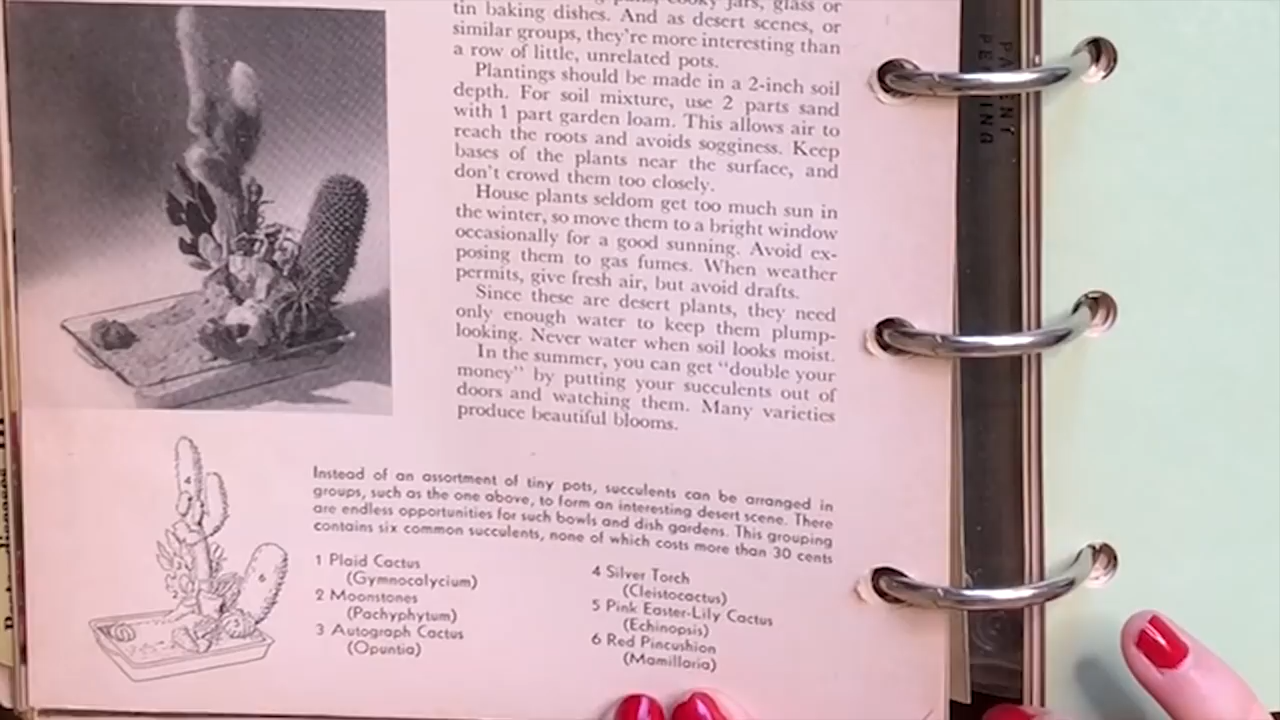 jars, glass or
tin baking dishes. And as desert scenes, or
similar groups, they're more interesting than
a row of little, unrelated pots.
Plantings should be made in a 2-inch soil
depth. For soil mixture, use 2 parts sand
with 1 part garden loam. This allows air to
reach the roots and avoids sogginess. Keep
bases of the plants near the surface, and
don't crowd them too closely.
House plants seldom get too much sun in
the winter, so move them to a bright window
occasionally for a good sunning. Avoid ex-
posing them to gas fumes. When weather
permits, give fresh air, but avoid drafts.
Since these are desert plants, they need
only enough water to keep them plump-
looking. Never water when soil looks moist.
In the summer, you can get "double your
money" by putting your succulents out of
doors and watching them. Many varieties
produce beautiful blooms.
Instead of an assortment of tiny pots, succulents can be arranged in
groups, such as the one above, to form an interesting desert scene. There
are endless opportunities for such bowls and dish gardens. This grouping
contains six common succulents, none of which costs more than 30 cents
1 Plaid Cactus
(Gymnocalycium)
2 Moonstones
(Pachyphytum)
3 Autograph Cactus
(Opuntia)
4 Silver Torch
(Cleistocactus)
5 Pink Easter-Lily Cactus
(Echinopsis)
6 Red Pincushion
(Mamillaria)
4
6